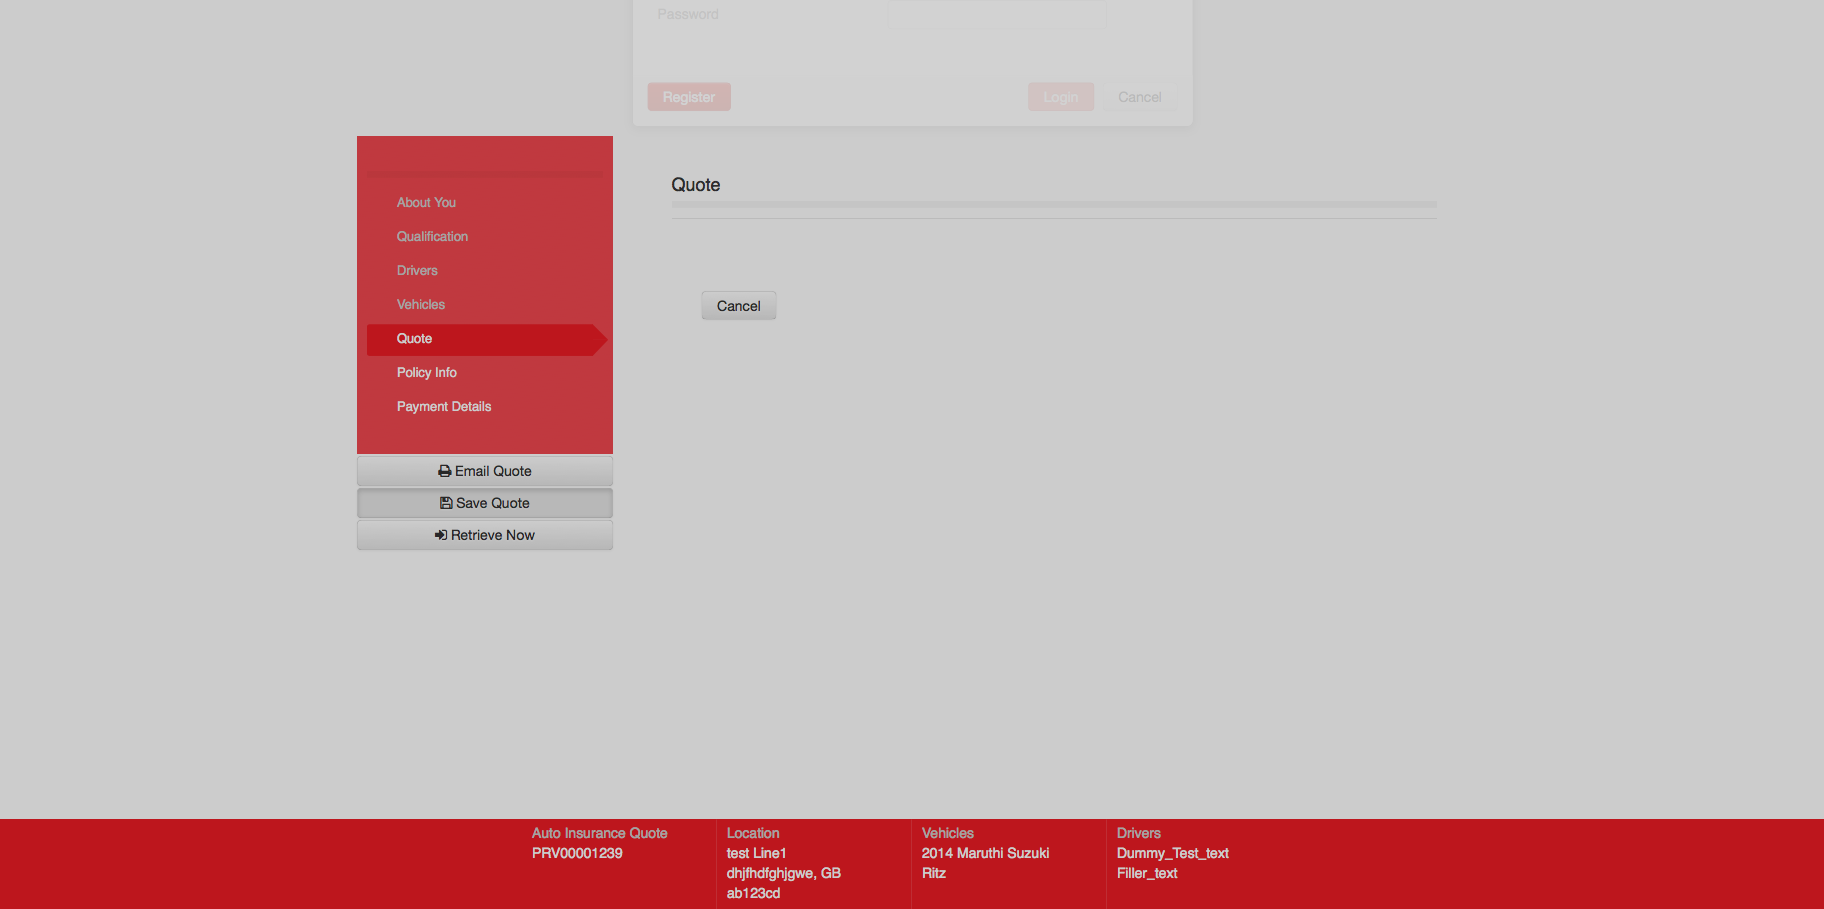 Password
Register
Login
Cancel
About You
Qualification
Drivers
Vehicles
Quote
Policy Info
Payment Details
Email Quote
Save Quote
Retrieve Now
Quote
Cancel
Auto Insurance Quote
PRV00001239
Location
test Line1
dhjfhdfghjgwe, GB
ab123cd
Vehicles
2014 Maruthi Suzuki
Ritz
Drivers
Dummy_Test_text
Filler_text